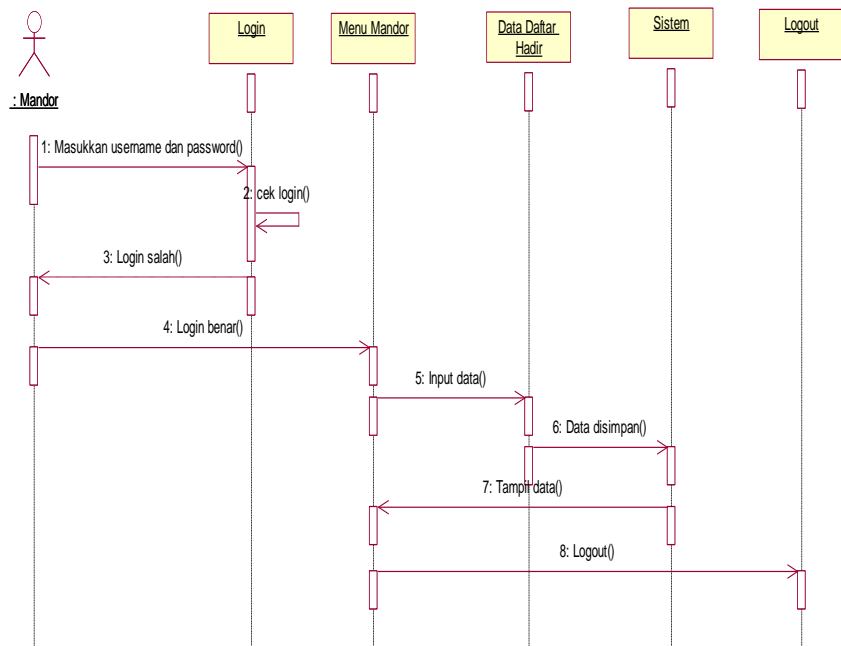 Login
Menu Mandor
Data Daftar
Hadir
Sistem
Logout
: Mandor
1: Masukkan username dan password()
2: cek login()
3: Login salah()
4: Login benar()
5: Input data()
6: Data disimpan()
7: Tampil data()
8: Logout()